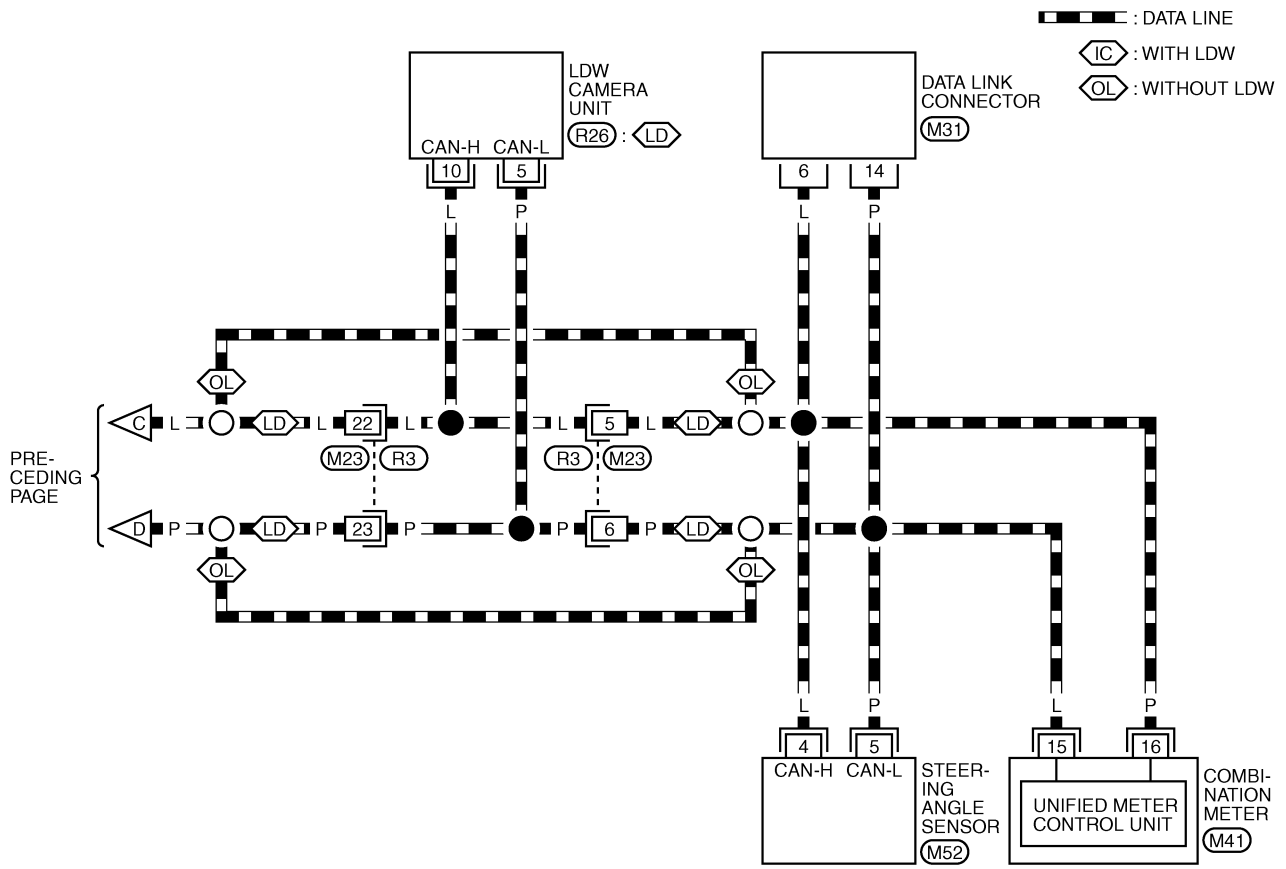 : DATA LINE
IC : WITH LDW
OL : WITHOUT LDW
LDW
CAMERA
UNIT
R26 : LD
CAN-H CAN-L
10 5
L P
DATA LINK
CONNECTOR
M31
6 14
L P
OL OL
PRE-
CEDING
PAGE
C L LD L 22 L L 5 L LD
M23 R3 R3 M23
D P LD P 23 P P 6 P LD
OL OL
L P L P
4 5 15 16
CAN-H CAN-L
STEER-
ING
ANGLE
SENSOR
M52
UNIFIED METER
CONTROL UNIT
COMBI-
NATION
METER
M41